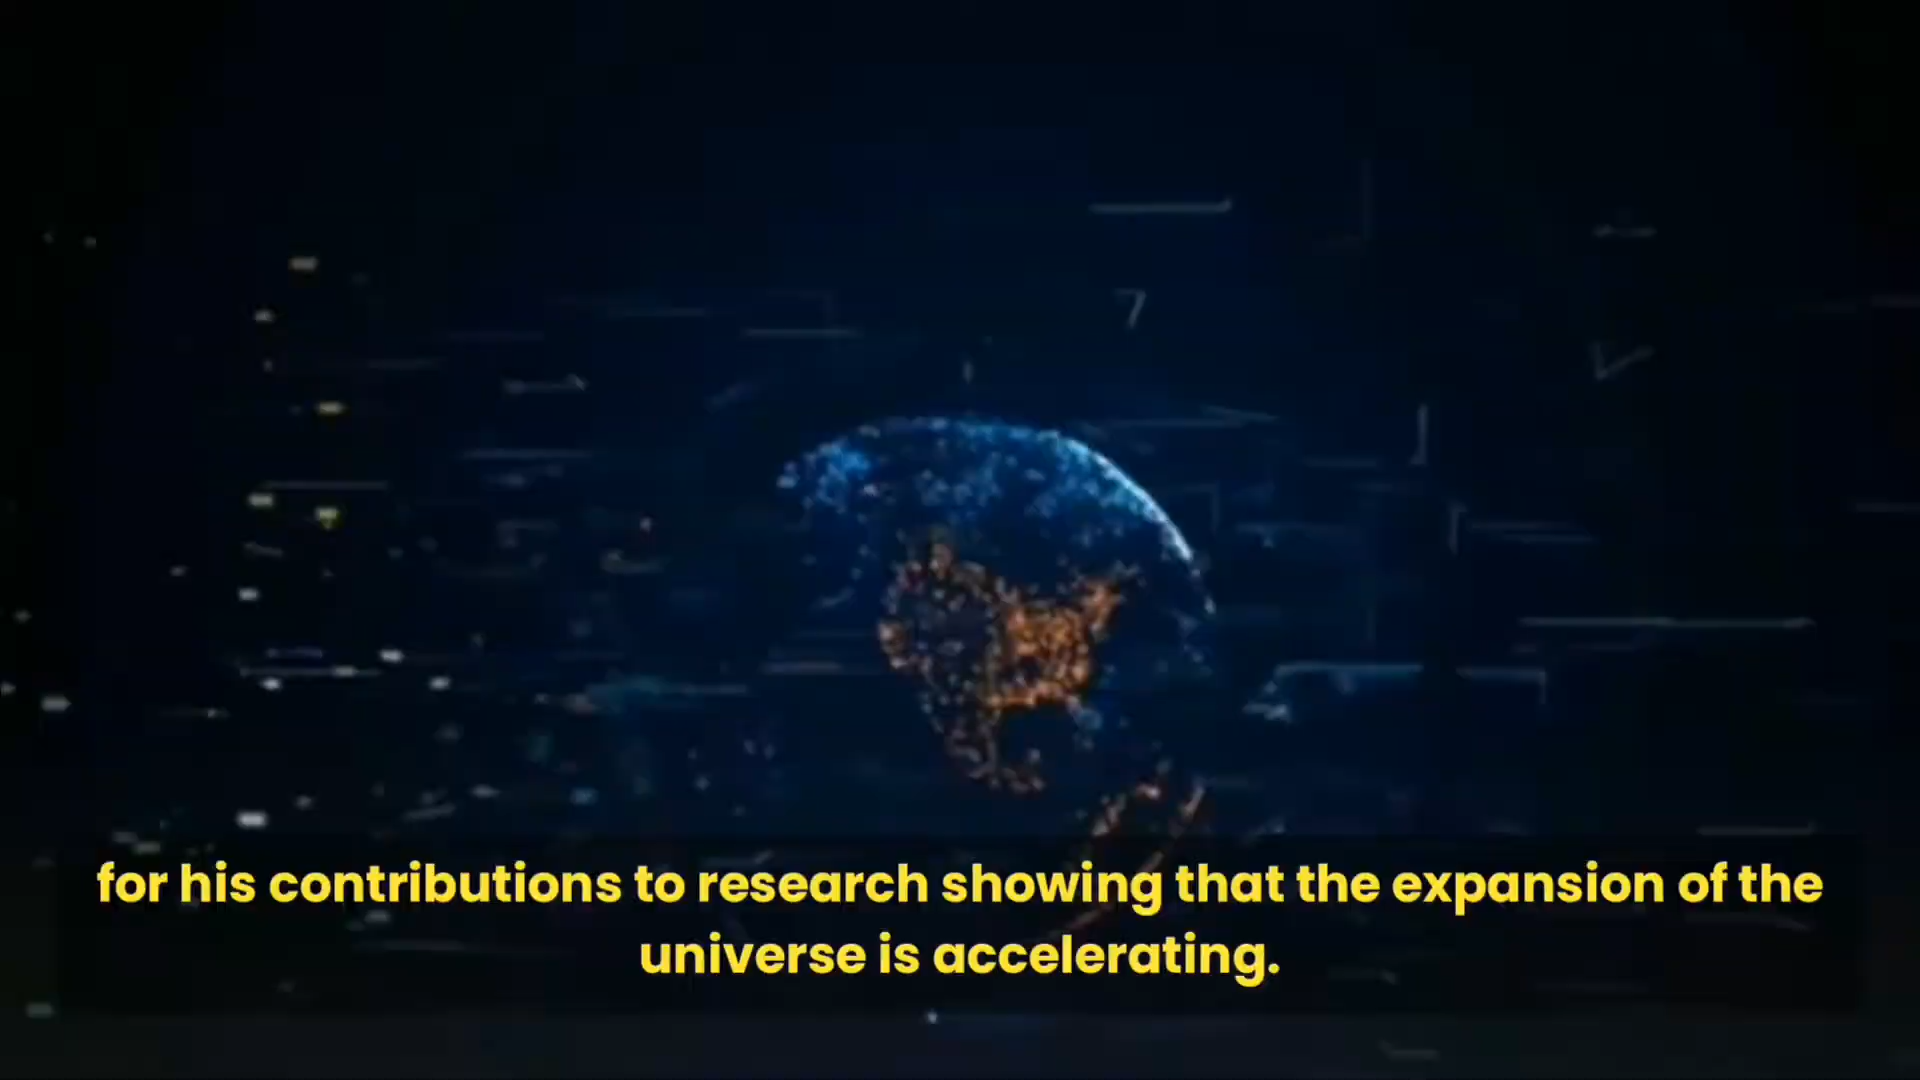 for his contributions to research showing that the expansion of the
universe is accelerating.